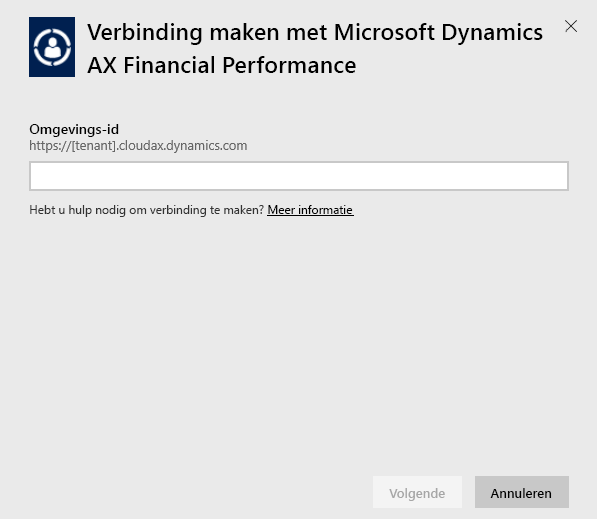 Verbinding maken met Microsoft Dynamics
AX Financial Performance
Omgevings-id
https://[tenant].cloudax.dynamics.com
Hebt u hulp nodig om verbinding te maken? Meer informatie
Volgende
Annuleren